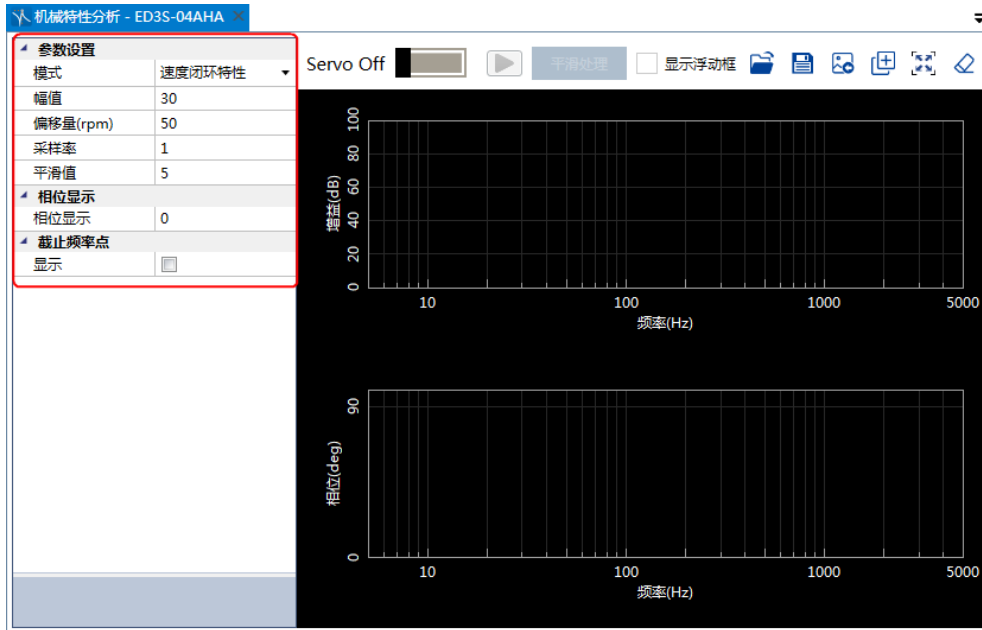 机械特性分析 - ED3S-04AHA
参数设置
模式 速度闭环特性
幅值 30
偏移量(rpm) 50
采样率 1
平滑值 5
相位显示
相位显示 0
截止频率点
显示
Servo Off 平滑处理 显示浮动框
100
80
60
40
20
0
增益(dB)
10 100 1000 5000
频率(Hz)
90
0
相位(deg)
10 100 1000 5000
频率(Hz)